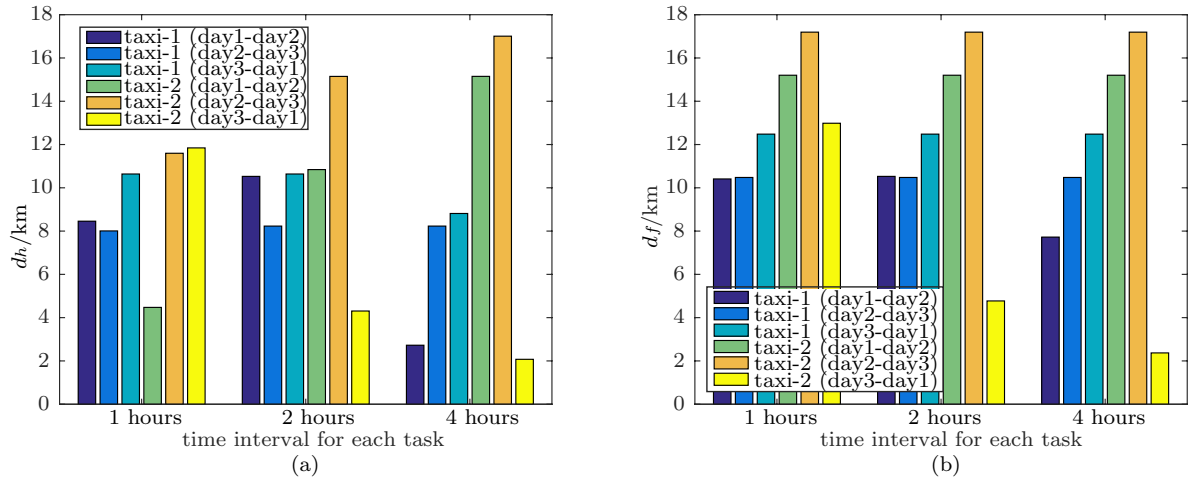 18
16
14
12
10
8
6
4
2
0
dh/km
taxi-1 (day1-day2)
taxi-1 (day2-day3)
taxi-1 (day3-day1)
taxi-2 (day1-day2)
taxi-2 (day2-day3)
taxi-2 (day3-day1)
1 hours
2 hours
4 hours
time interval for each task
(a)
18
16
14
12
10
8
6
4
2
0
df/km
taxi-1 (day1-day2)
taxi-1 (day2-day3)
taxi-1 (day3-day1)
taxi-2 (day1-day2)
taxi-2 (day2-day3)
taxi-2 (day3-day1)
1 hours
2 hours
4 hours
time interval for each task
(b)